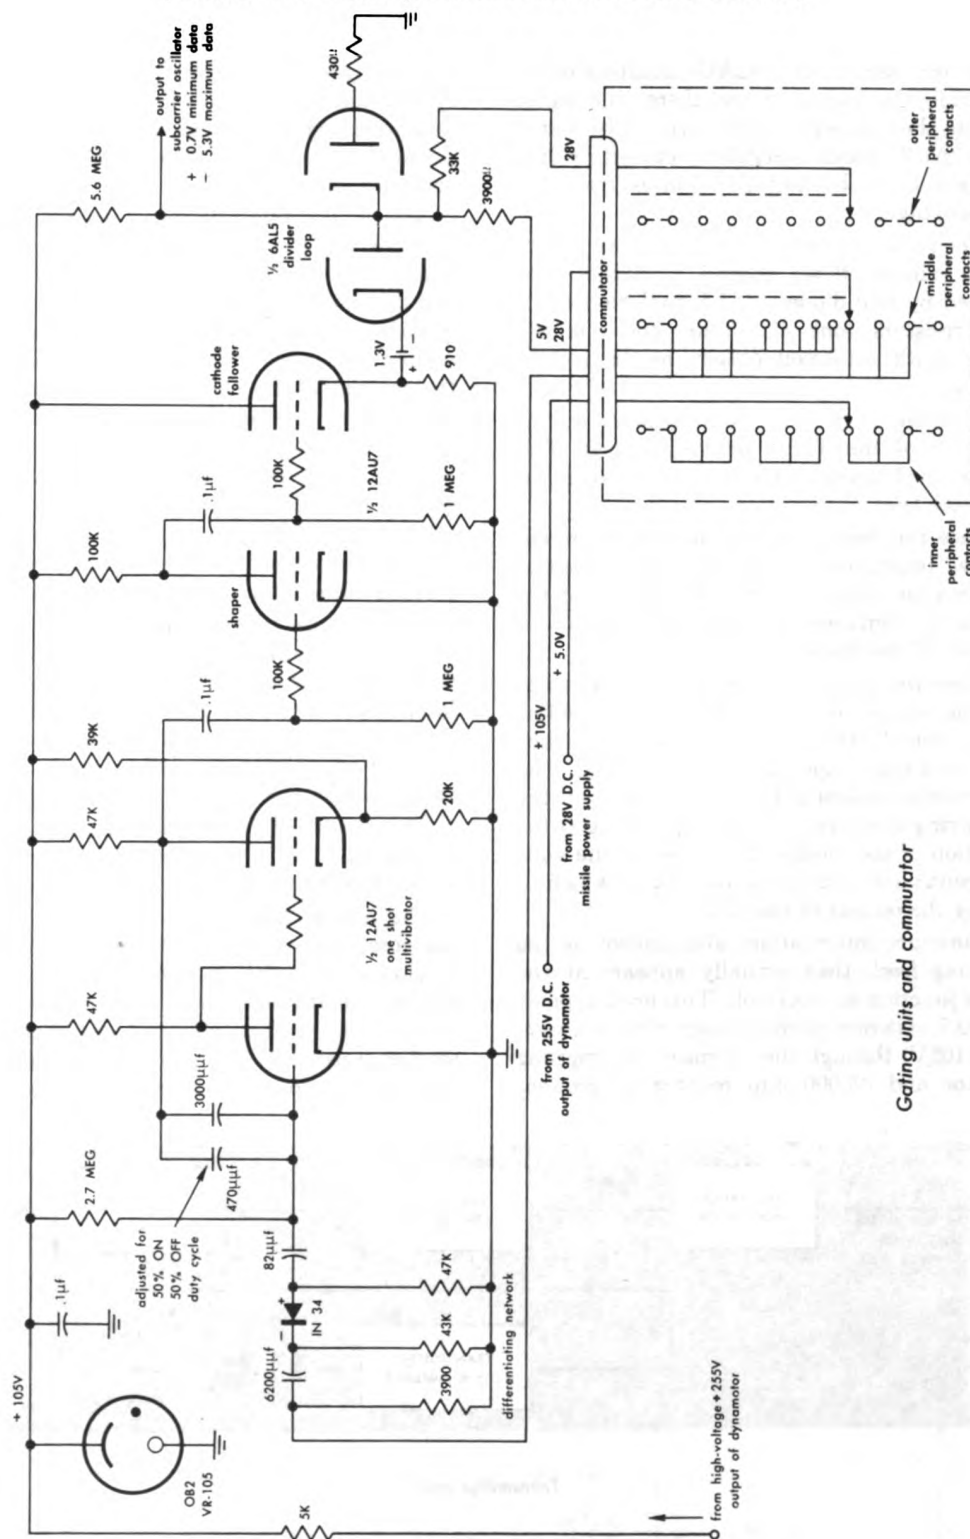 + 105V
OB2
VR-105
5K
.1μf
2.7 MEG
adjusted for
50% ON
50% OFF
duty cycle
470μμf
3000μμf
47K
47K
39K
100K
5.6 MEG
output to
subcarrier oscillator
+ 0.7V minimum data
− 5.3V maximum data
430Ω
6200μμf
−
+
IN 34
82μμf
3900
43K
47K
differentiating network
½ 12AU7
one shot
multivibrator
20K
.1μf
100K
1 MEG
shaper
.1μf
100K
½ 12AU7
1 MEG
cathode
follower
1.3V
+
−
910
½ 6AL5
divider
loop
33K
3900Ω
from high-voltage + 255V
output of dynamotor
from 255V D.C.
output of dynamotor
+ 105V
from 28V D.C.
missile power supply
+ 5.0V
5V
28V
28V
commutator
inner
peripheral
contacts
middle
peripheral
contacts
outer
peripheral
contacts
Gating units and commutator